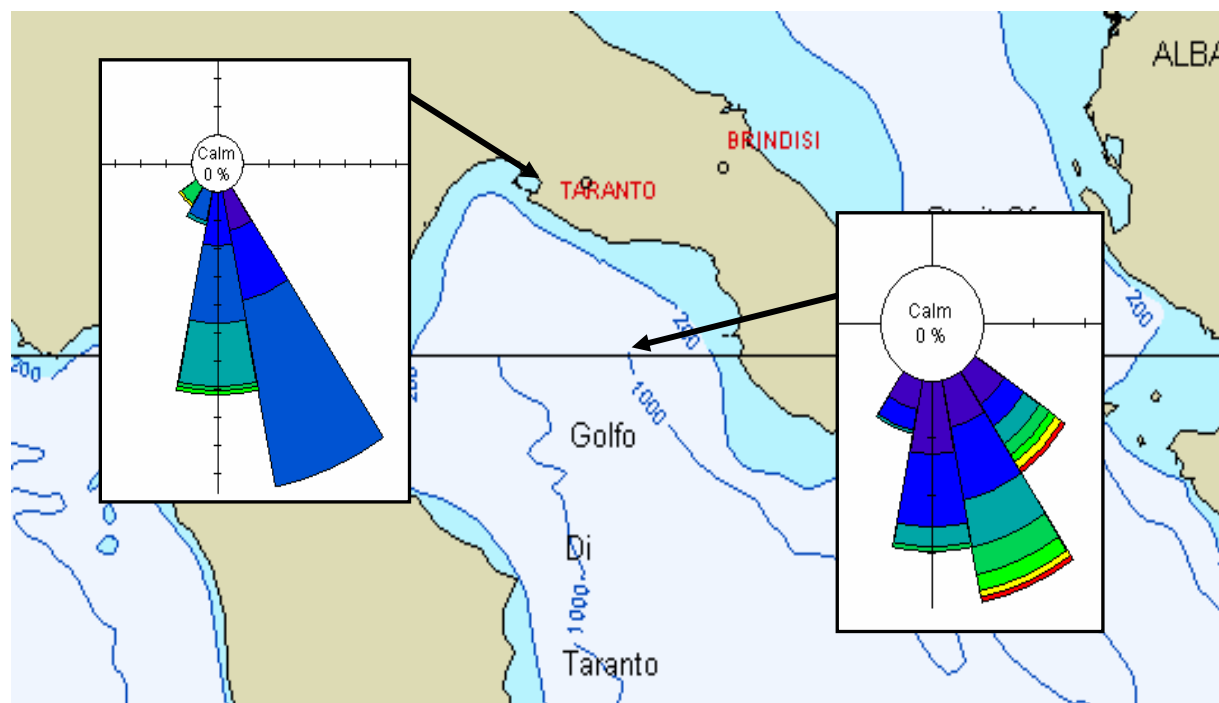 ALBA
Calm
0 %
BRINDISI
TARANTO
Calm
0 %
200
200
200
200
1000
Golfo
Di
1000
Taranto